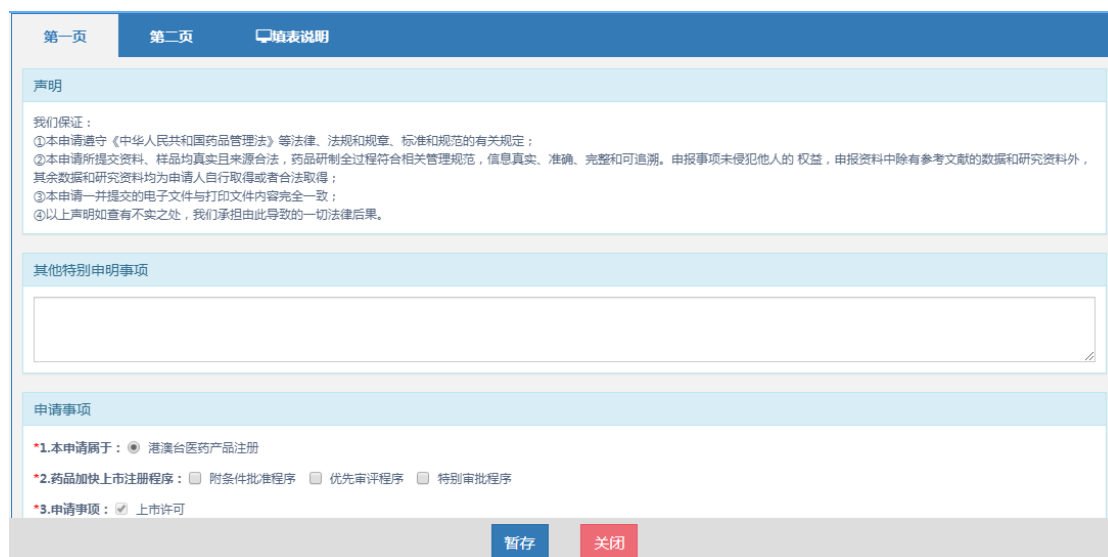 第一页 第二页 填表说明
声明
我们保证：
①本申请遵守《中华人民共和国药品管理法》等法律、法规和规章、标准和规范的有关规定；
②本申请所提交资料、样品均真实且来源合法，药品研制全过程符合相关管理规范，信息真实、准确、完整和可追溯。申报事项未侵犯他人的 权益，申报资料中除有参考文献的数据和研究资料外，
其余数据和研究资料均为申请人自行取得或者合法取得；
③本申请一并提交的电子文件与打印文件内容完全一致；
④以上声明如查有不实之处，我们承担由此导致的一切法律后果。
其他特别申明事项
申请事项
*1.本申请属于： 港澳台医药产品注册
*2.药品加快上市注册程序： 附条件批准程序 优先审评程序 特别审批程序
*3.申请事项： 上市许可
暂存 关闭